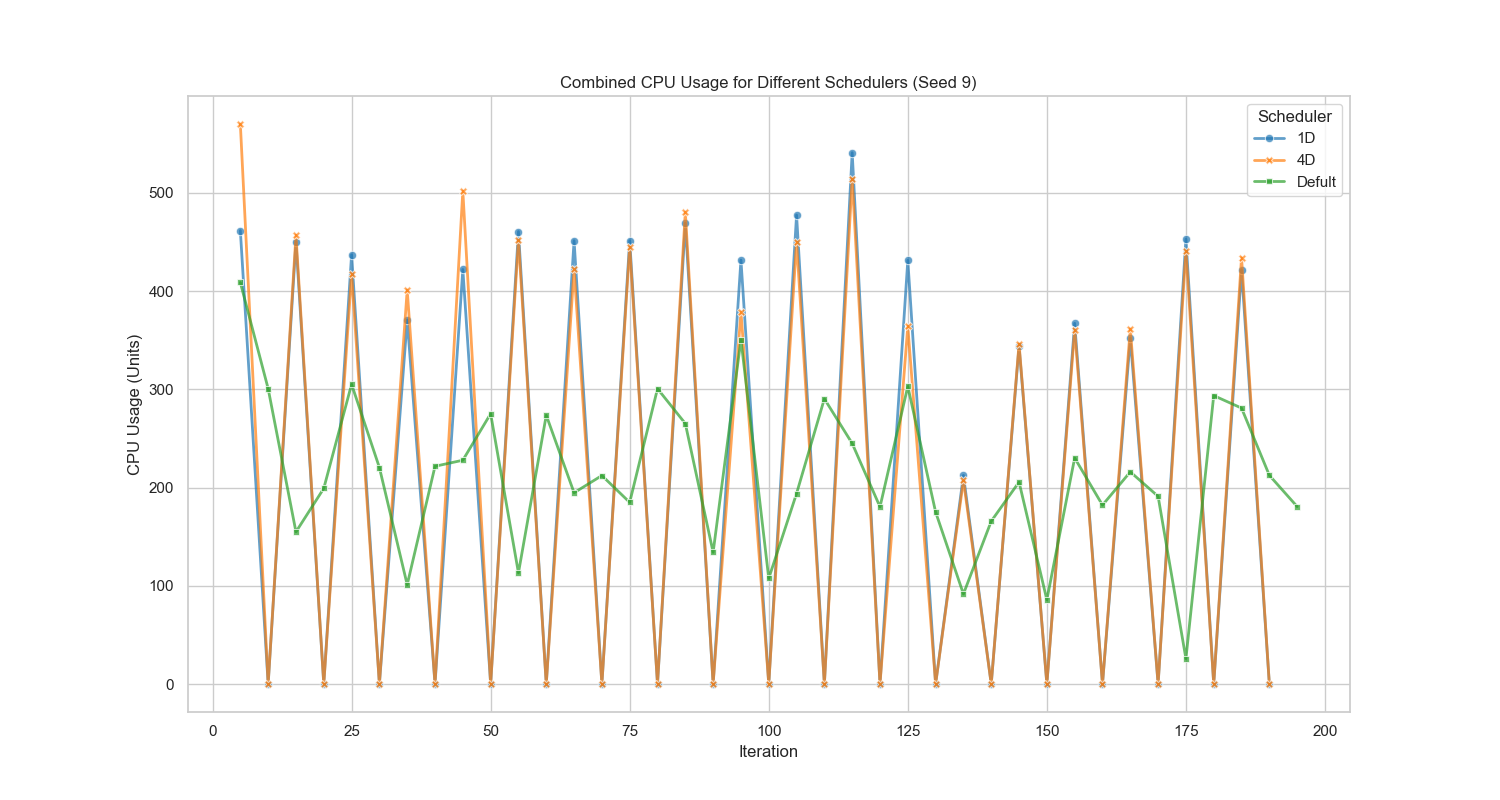 Combined CPU Usage for Different Schedulers (Seed 9)
Scheduler
1D
4D
Defult
CPU Usage (Units)
500
400
300
200
100
0
0 25 50 75 100 125 150 175 200
Iteration